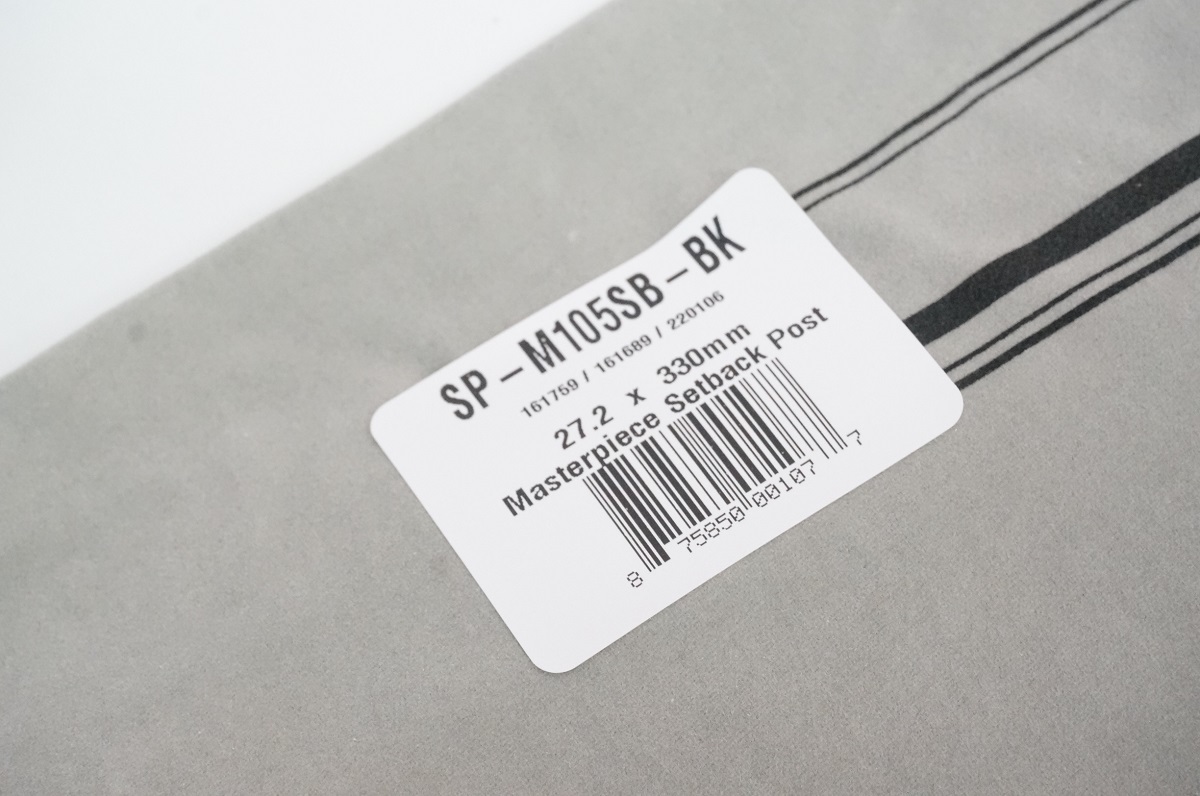 SP-M105SB-BK
161759 / 161689 / 220106
27.2 x 330mm
Masterpiece Setback Post
8 75850 00107 7